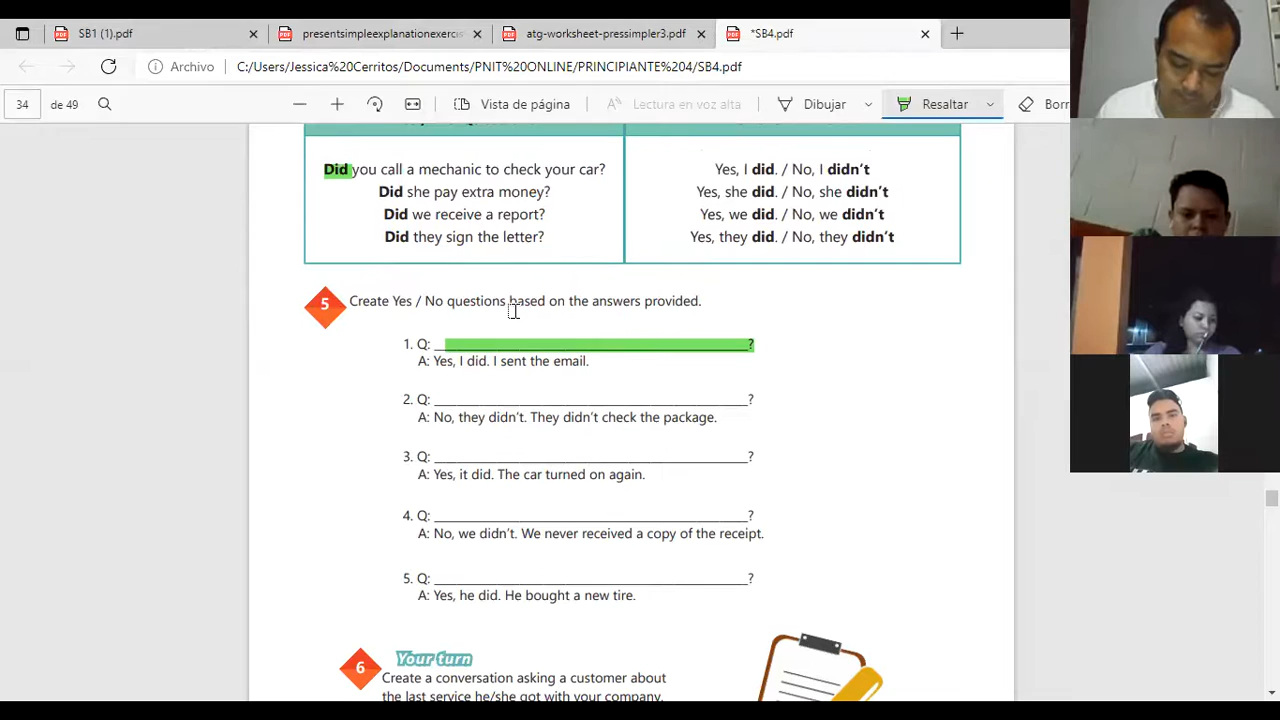 SB1 (1).pdf
presentsimpleexplanationexercis
atg-worksheet-pressimpler3.pdf
*SB4.pdf
Archivo
C:/Users/Jessica%20Cerritos/Documents/PNIT%20ONLINE/PRINCIPIANTE%204/SB4.pdf
34
de 49
Vista de página
Lectura en voz alta
Dibujar
Resaltar
Borr
Did you call a mechanic to check your car?
Did she pay extra money?
Did we receive a report?
Did they sign the letter?
Yes, I did. / No, I didn't
Yes, she did. / No, she didn't
Yes, we did. / No, we didn't
Yes, they did. / No, they didn't
5 Create Yes / No questions based on the answers provided.
1. Q: ______________________________________?
A: Yes, I did. I sent the email.
2. Q: ______________________________________?
A: No, they didn't. They didn't check the package.
3. Q: ______________________________________?
A: Yes, it did. The car turned on again.
4. Q: ______________________________________?
A: No, we didn't. We never received a copy of the receipt.
5. Q: ______________________________________?
A: Yes, he did. He bought a new tire.
6 Your turn
Create a conversation asking a customer about
the last service he/she got with your company.